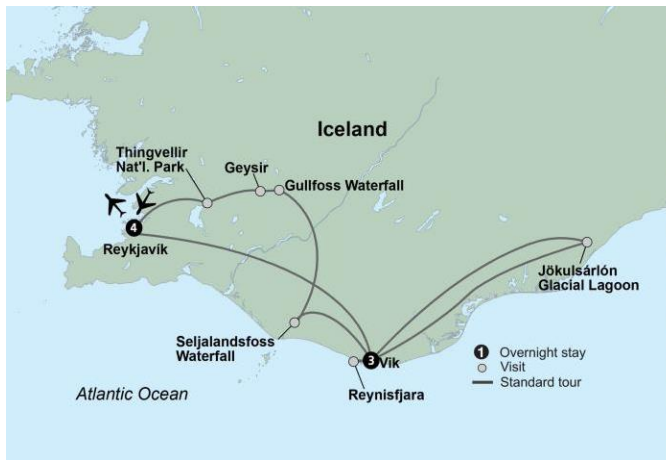 Iceland
Thingvellir
Nat'l. Park
Geysir
Gullfoss Waterfall
4
Reykjavík
Jökulsárlón
Glacial Lagoon
Seljalandsfoss
Waterfall
3
Vik
Reynisfjara
Atlantic Ocean
1 Overnight stay
Visit
Standard tour